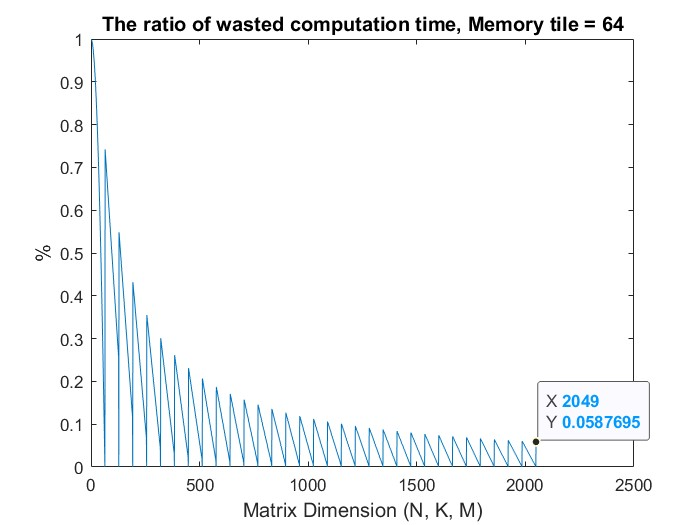 The ratio of wasted computation time, Memory tile = 64
1
0.9
0.8
0.7
0.6
0.5
0.4
0.3
0.2
0.1
0
%
X 2049
Y 0.0587695
0 500 1000 1500 2000 2500
Matrix Dimension (N, K, M)